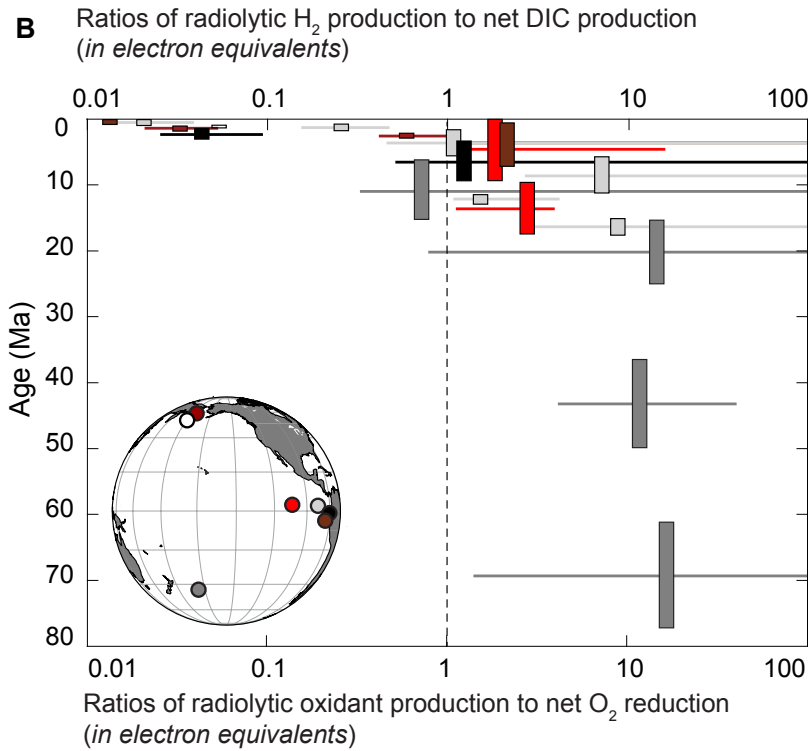 B
Ratios of radiolytic H₂ production to net DIC production
(in electron equivalents)
0.01 0.1 1 10 100
0
10
20
30
40
50
60
70
80
Age (Ma)
0.01 0.1 1 10 100
Ratios of radiolytic oxidant production to net O₂ reduction
(in electron equivalents)